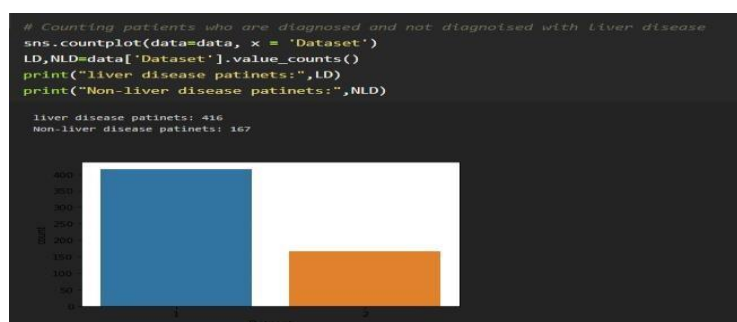 # Counting patients who are diagnosed and not diagnoised with liver disease
sns.countplot(data=data, x = 'Dataset')
LD,NLD=data['Dataset'].value_counts()
print("liver disease patinets:",LD)
print("Non-liver disease patinets:",NLD)
liver disease patinets: 416
Non-liver disease patinets: 167
400
350
300
250
200
150
100
50
0
count
1
2